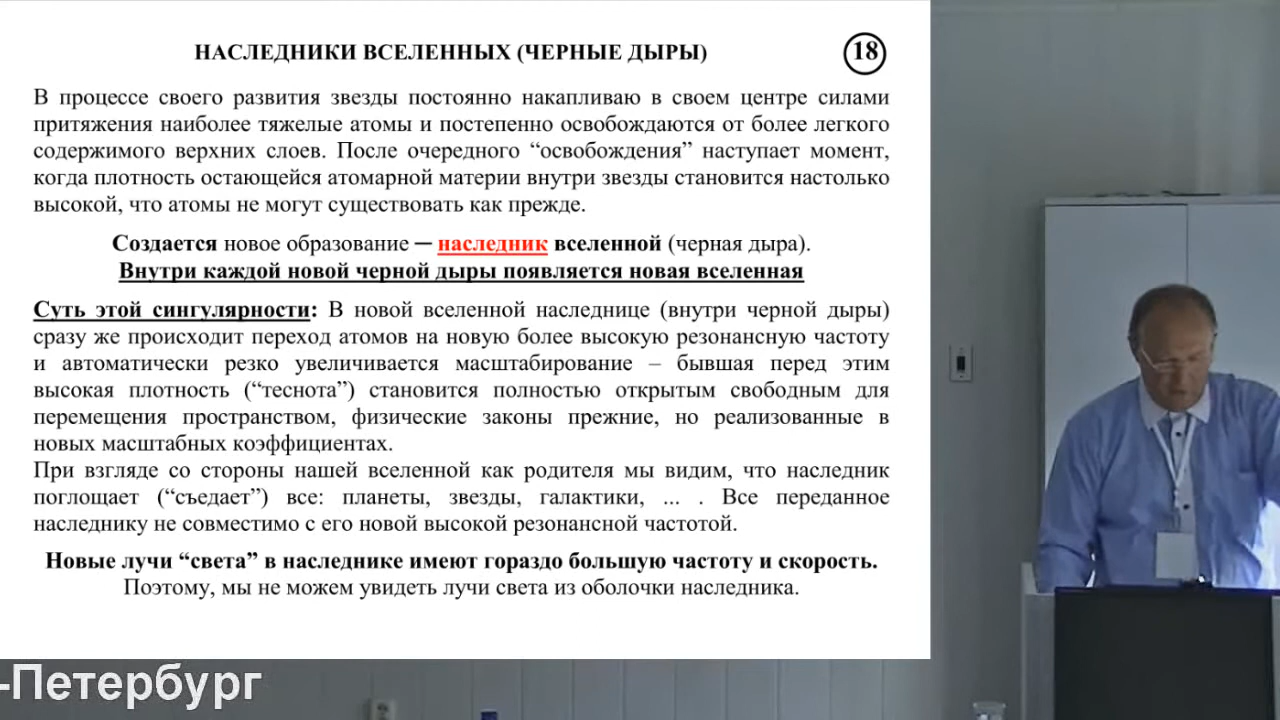 НАСЛЕДНИКИ ВСЕЛЕННЫХ (ЧЕРНЫЕ ДЫРЫ)
18
В процессе своего развития звезды постоянно накапливаю в своем центре силами
притяжения наиболее тяжелые атомы и постепенно освобождаются от более легкого
содержимого верхних слоев. После очередного “освобождения” наступает момент,
когда плотность остающейся атомарной материи внутри звезды становится настолько
высокой, что атомы не могут существовать как прежде.
Создается новое образование ─ наследник вселенной (черная дыра).
Внутри каждой новой черной дыры появляется новая вселенная
Суть этой сингулярности: В новой вселенной наследнице (внутри черной дыры)
сразу же происходит переход атомов на новую более высокую резонансную частоту
и автоматически резко увеличивается масштабирование – бывшая перед этим
высокая плотность (“теснота”) становится полностью открытым свободным для
перемещения пространством, физические законы прежние, но реализованные в
новых масштабных коэффициентах.
При взгляде со стороны нашей вселенной как родителя мы видим, что наследник
поглощает (“съедает”) все: планеты, звезды, галактики, ... . Все переданное
наследнику не совместимо с его новой высокой резонансной частотой.
Новые лучи “света” в наследнике имеют гораздо большую частоту и скорость.
Поэтому, мы не можем увидеть лучи света из оболочки наследника.
-Петербург